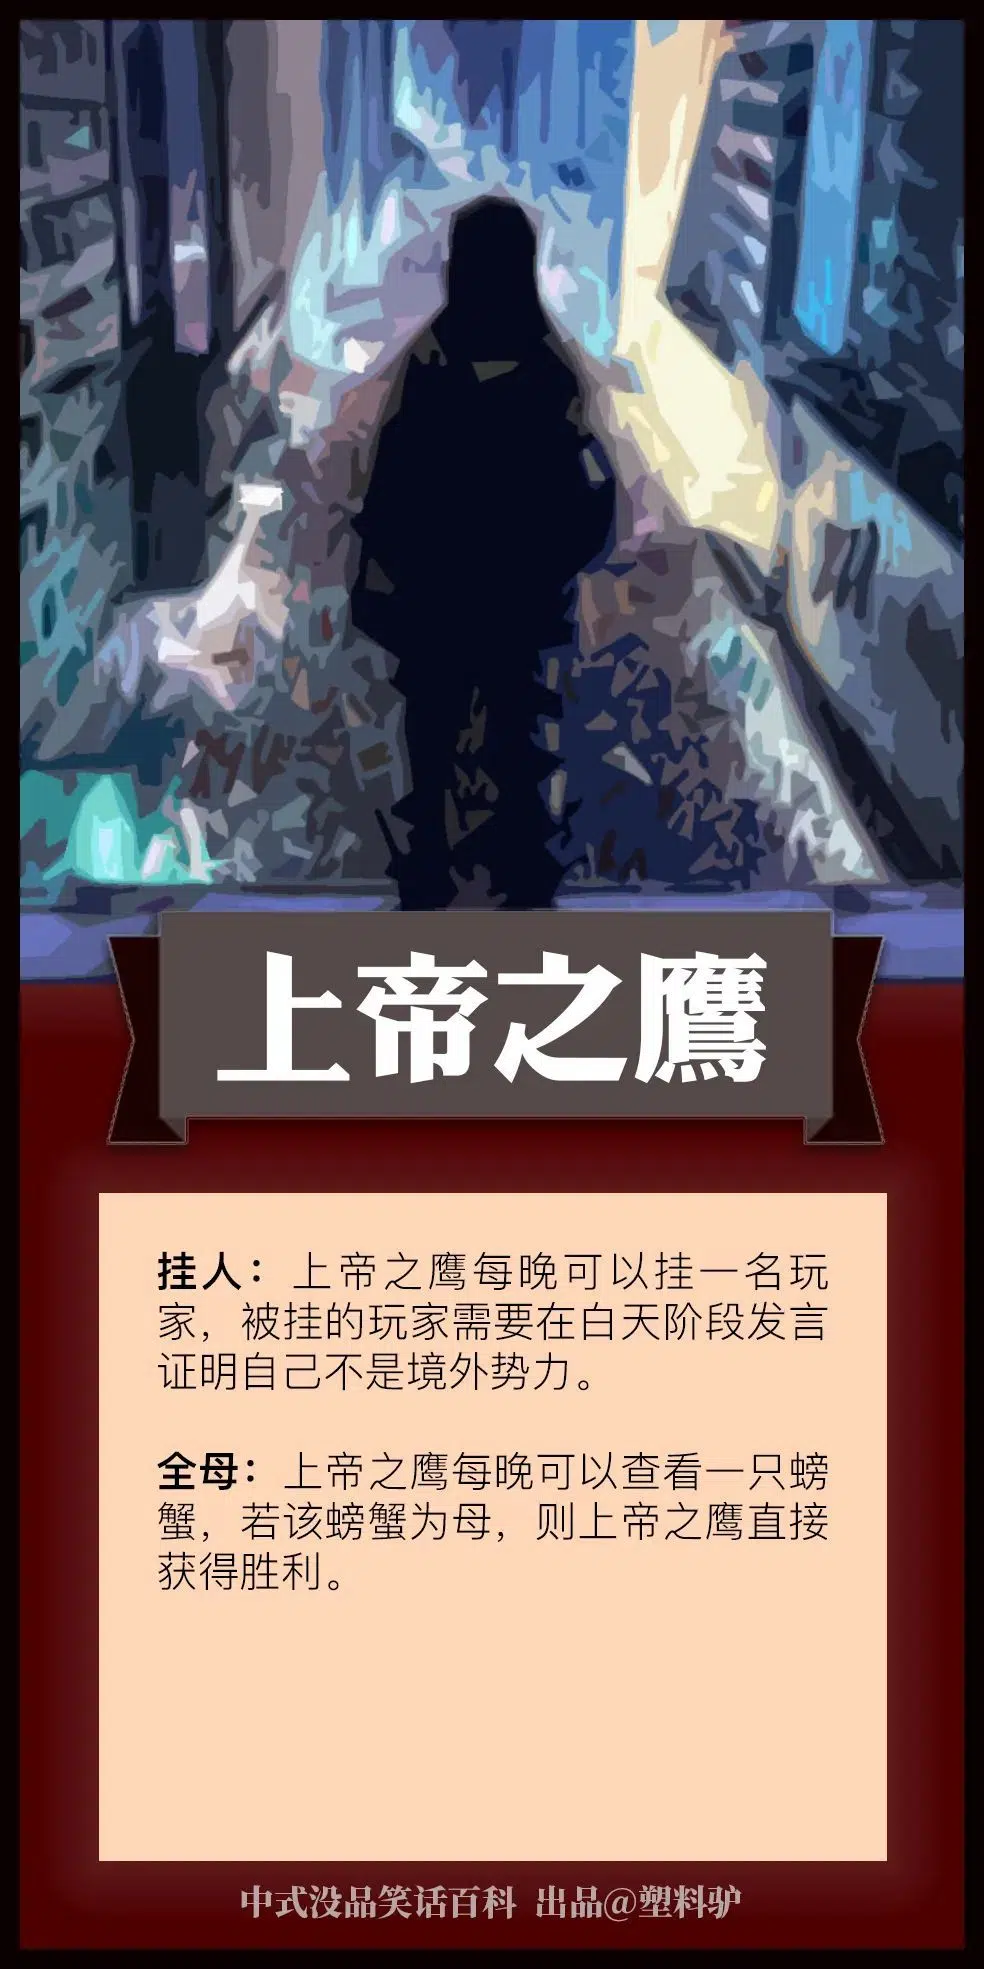 上帝之鹰
挂人：上帝之鹰每晚可以挂一名玩
家，被挂的玩家需要在白天阶段发言
证明自己不是境外势力。
全母：上帝之鹰每晚可以查看一只螃
蟹，若该螃蟹为母，则上帝之鹰直接
获得胜利。
中式没品笑话百科 出品@塑料驴